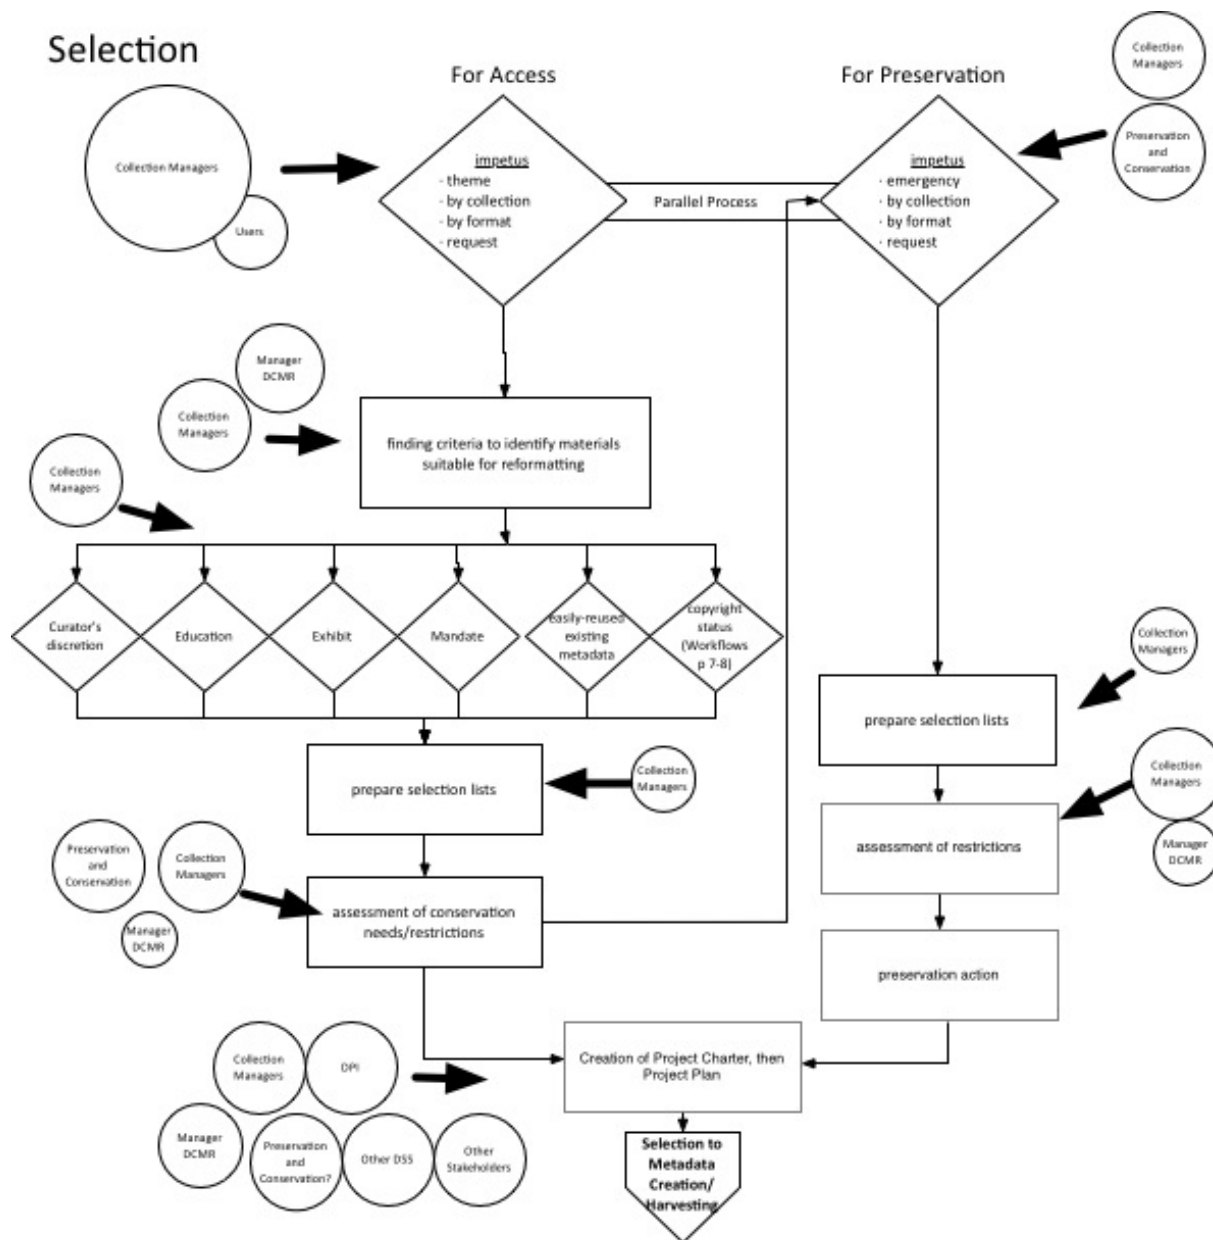 Selection
For Access
For Preservation
Collection
Managers
Collection Managers
Users
impetus
- theme
- by collection
- by format
- request
Parallel Process
impetus
· emergency
· by collection
· by format
· request
Preservation
and
Conservation
Manager
DCMR
Collection
Managers
finding criteria to identify materials
suitable for reformatting
Collection
Managers
Curator's
discretion
Education
Exhibit
Mandate
easily-reused
existing
metadata
copyright
status
(Workflows
p 7-8)
Collection
Managers
prepare selection lists
prepare selection lists
Collection
Managers
Collection
Managers
Manager
DCMR
assessment of restrictions
Preservation
and
Conservation
Collection
Managers
Manager
DCMR
assessment of conservation
needs/restrictions
preservation action
Collection
Managers
DPI
Creation of Project Charter, then
Project Plan
Manager
DCMR
Preservation
and
Conservation?
Other DSS
Other
Stakeholders
Selection to
Metadata
Creation/
Harvesting